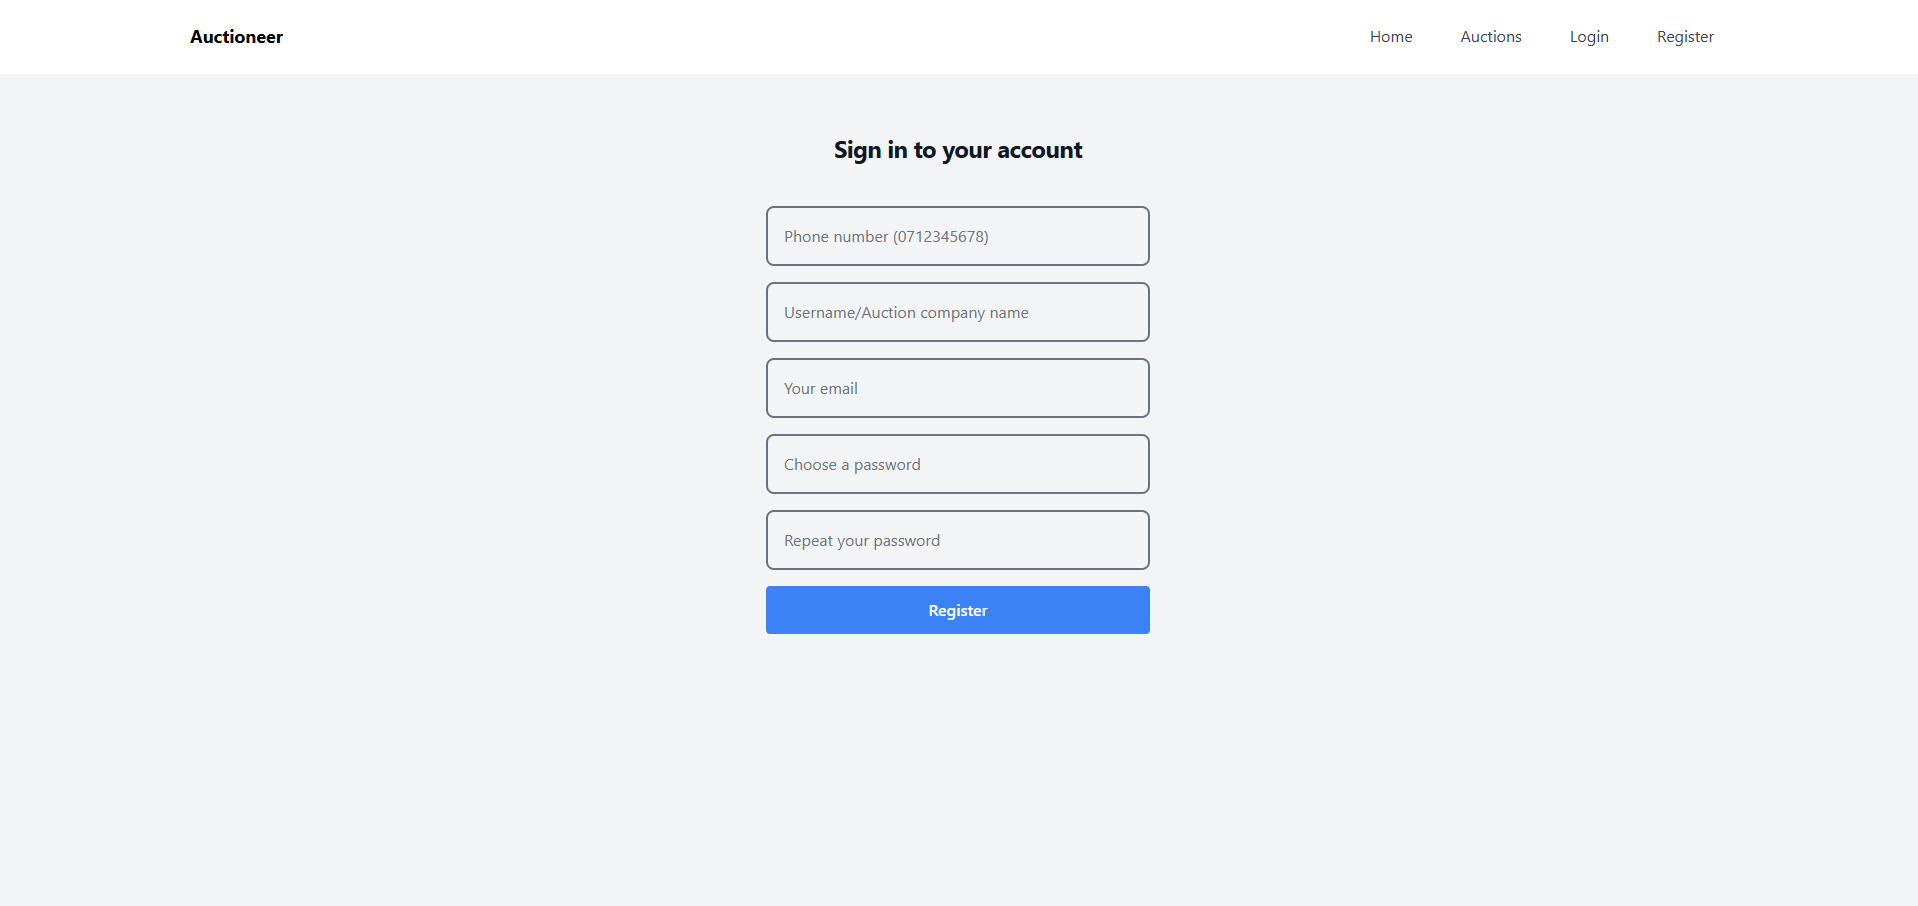 Auctioneer
Home Auctions Login Register
Sign in to your account
Phone number (0712345678)
Username/Auction company name
Your email
Choose a password
Repeat your password
Register